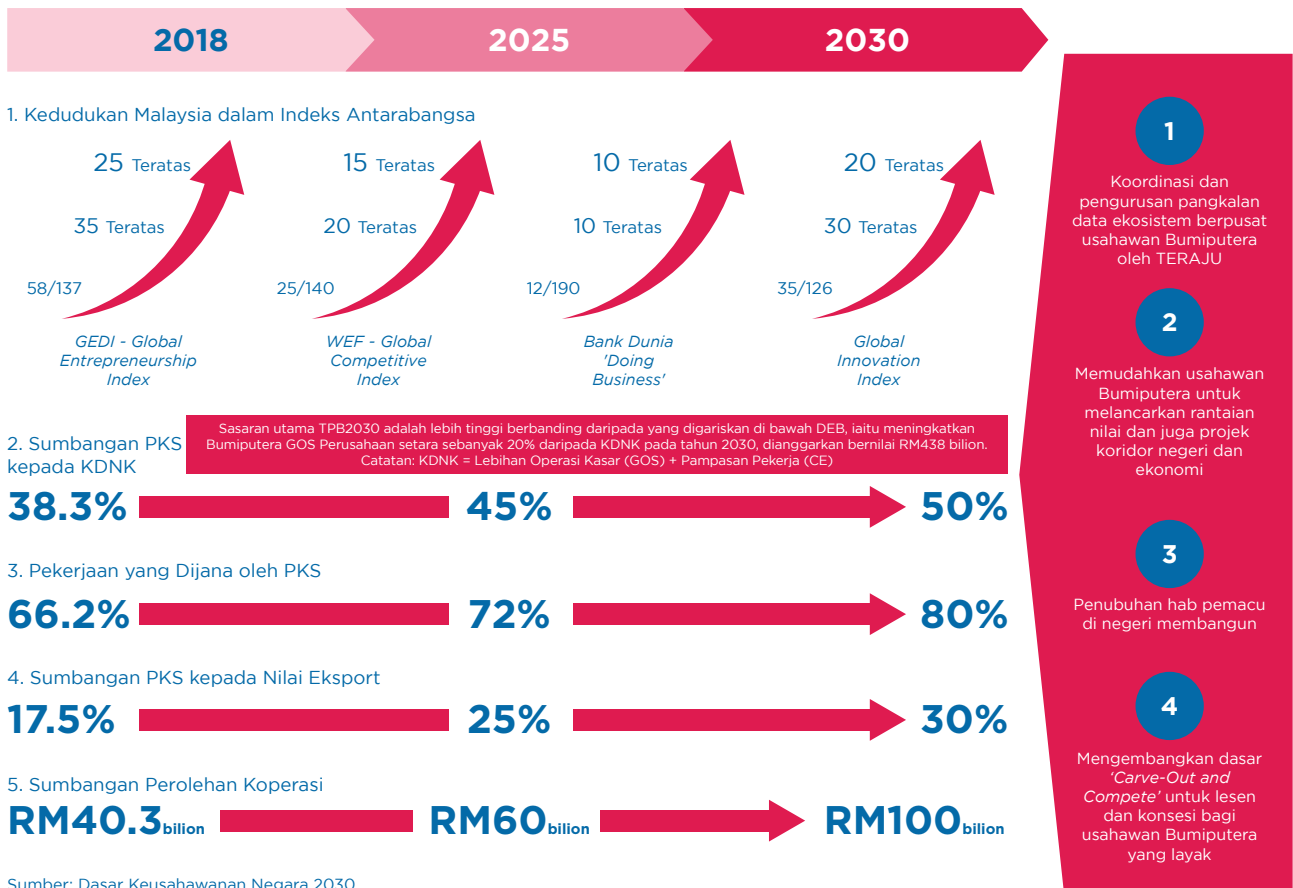 2018
2025
2030
1. Kedudukan Malaysia dalam Indeks Antarabangsa
25 Teratas
35 Teratas
58/137
GEDI - Global
Entrepreneurship
Index
15 Teratas
20 Teratas
25/140
WEF - Global
Competitive
Index
10 Teratas
10 Teratas
12/190
Bank Dunia
'Doing
Business'
20 Teratas
30 Teratas
35/126
Global
Innovation
Index
2. Sumbangan PKS
kepada KDNK
Sasaran utama TPB2030 adalah lebih tinggi berbanding daripada yang digariskan di bawah DEB, iaitu meningkatkan
Bumiputera GOS Perusahaan setara sebanyak 20% daripada KDNK pada tahun 2030, dianggarkan bernilai RM438 bilion.
Catatan: KDNK = Lebihan Operasi Kasar (GOS) + Pampasan Pekerja (CE)
38.3%
45%
50%
3. Pekerjaan yang Dijana oleh PKS
66.2%
72%
80%
4. Sumbangan PKS kepada Nilai Eksport
17.5%
25%
30%
5. Sumbangan Perolehan Koperasi
RM40.3 bilion
RM60 bilion
RM100 bilion
Sumber: Dasar Keusahawanan Negara 2030
1
Koordinasi dan
pengurusan pangkalan
data ekosistem berpusat
usahawan Bumiputera
oleh TERAJU
2
Memudahkan usahawan
Bumiputera untuk
melancarkan rantaian
nilai dan juga projek
koridor negeri dan
ekonomi
3
Penubuhan hab pemacu
di negeri membangun
4
Mengembangkan dasar
'Carve-Out and
Compete' untuk lesen
dan konsesi bagi
usahawan Bumiputera
yang layak